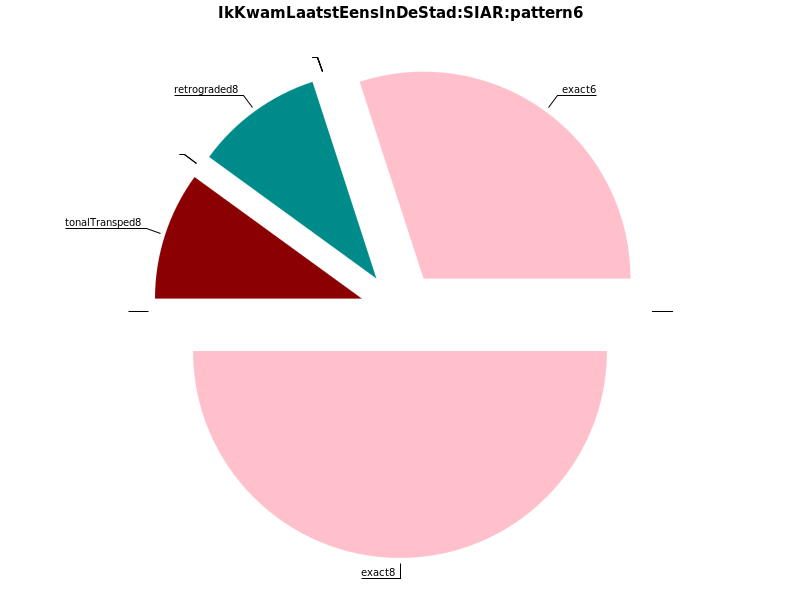 IkKwamLaatstEensInDeStad:SIAR:pattern6
retrograded8
exact6
tonalTransped8
exact8